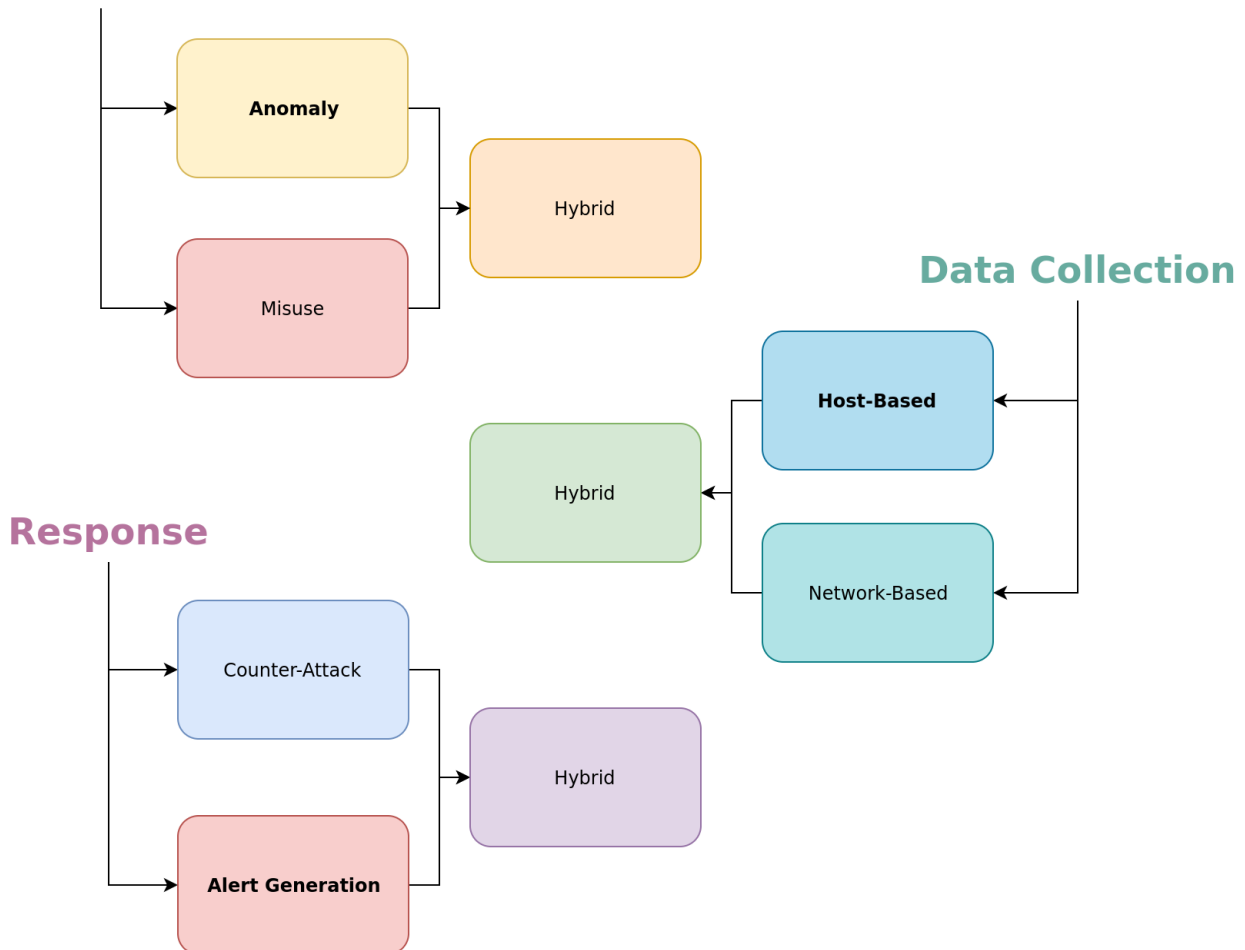 Anomaly
Hybrid
Misuse
Data Collection
Host-Based
Hybrid
Network-Based
Response
Counter-Attack
Hybrid
Alert Generation